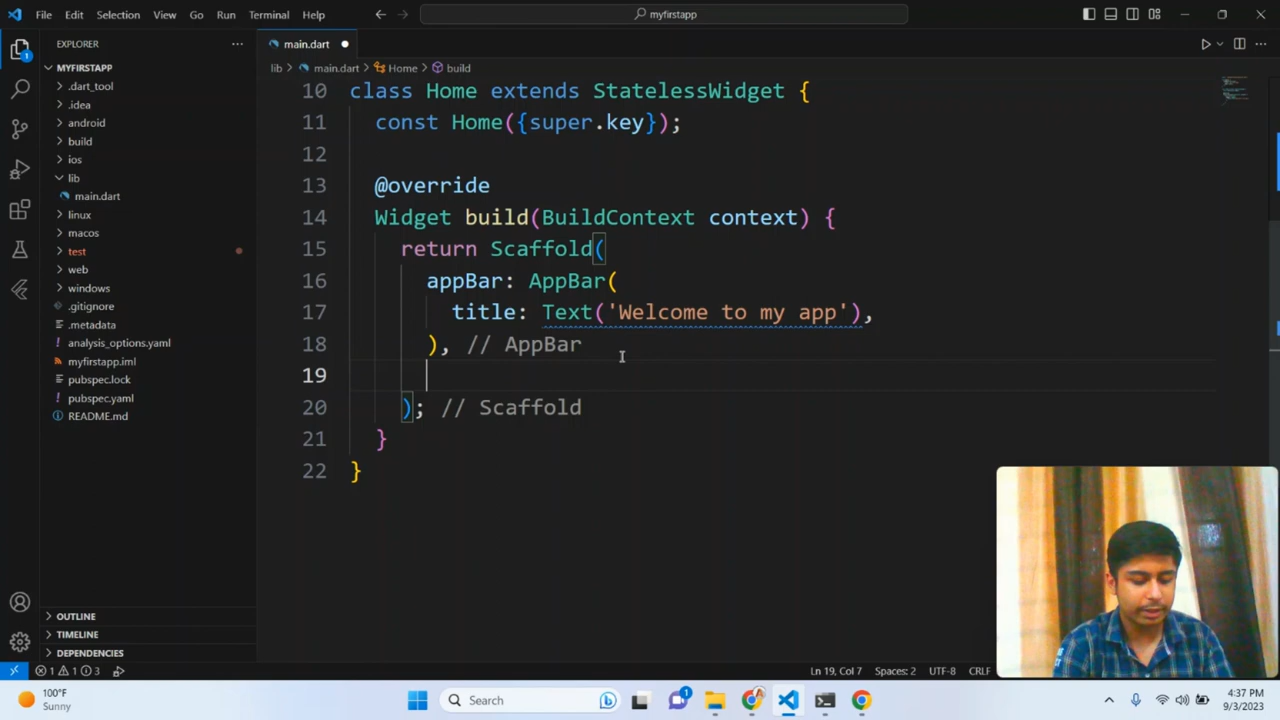 File Edit Selection View Go Run Terminal Help
myfirstapp
EXPLORER
MYFIRSTAPP
.dart_tool
.idea
android
build
ios
lib
main.dart
linux
macos
test
web
windows
.gitignore
.metadata
analysis_options.yaml
myfirstapp.iml
pubspec.lock
pubspec.yaml
README.md
OUTLINE
TIMELINE
DEPENDENCIES
main.dart
lib > main.dart > Home > build
10 class Home extends StatelessWidget {
11 const Home({super.key});
12
13 @override
14 Widget build(BuildContext context) {
15 return Scaffold(
16 appBar: AppBar(
17 title: Text('Welcome to my app'),
18 ), // AppBar
19
20 ); // Scaffold
21 }
22 }
1 1 3
Ln 19, Col 7 Spaces: 2 UTF-8 CRLF
100°F
Sunny
Search
1
4:37 PM
9/3/2023